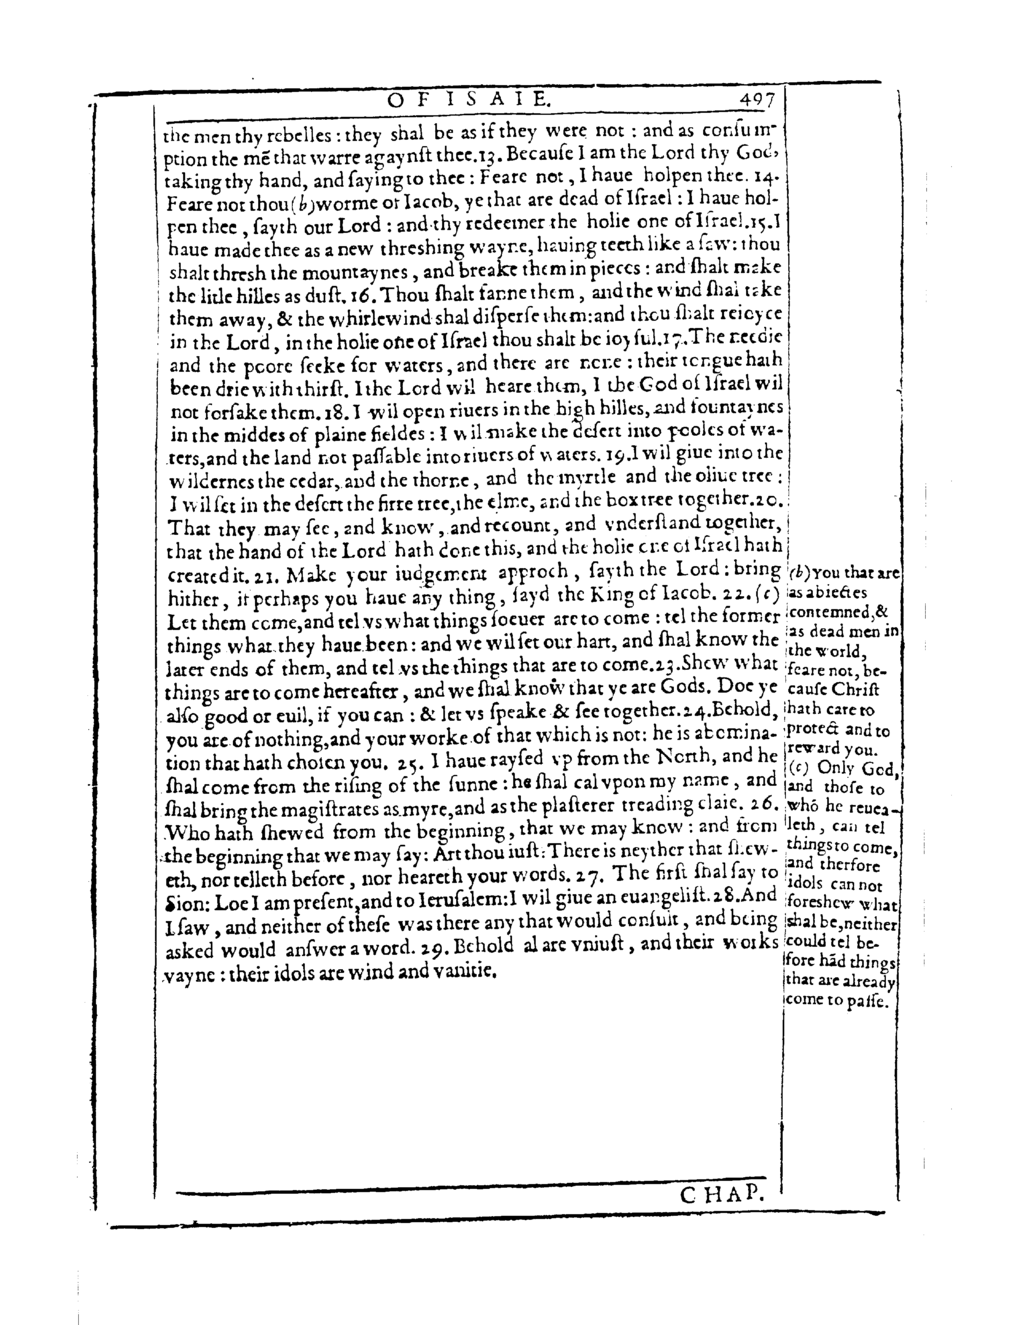 OF ISAIE. 497
the men thy rebelles : they shal be as if they were not : and as consum-
ption the mẽ that warre agaynſt thee.13. Becauſe I am the Lord thy God,
taking thy hand, and ſaying to thee : Feare not , I haue holpen thee. 14.
Feare not thou(b)worme of Iacob, ye that are dead of Iſrael : I haue hol-
pen thee , ſayth our Lord : and thy redeemer the holie one of Iſrael.15.I
haue made thee as a new threshing wayne, hauing teeth like a ſaw: thou
shalt thresh the mountaynes , and breake them in pieces : and ſhalt make
the litle hilles as duſt. 16. Thou ſhalt fanne them , and the wind ſhal take
them away, & the whirlewind shal diſperſe them:and thou ſhalt reioyce
in the Lord , in the holie one of Iſrael thou shalt be ioyful.17.The needie
and the poore ſeeke for waters , and there are none : their tongue hath
been drie with thirſt. I the Lord wil heare them, I the God of Iſrael wil
not forſake them. 18. I wil open riuers in the high hilles, and fountaynes
in the middes of plaine fieldes : I wil make the deſert into pooles of wa-
ters,and the land not paſſable into riuers of waters. 19.I wil giue into the
wildernes the cedar, and the thorne , and the myrtle and the oliue tree :
I wil ſet in the deſert the firre tree,the elme, and the boxtree together.20.
That they may ſee, and know , and recount, and vnderſtand together,
that the hand of the Lord hath done this, and the holie one of Iſrael hath
created it. 21. Make your iudgement approch , ſayth the Lord : bring
hither , if perhaps you haue any thing , ſayd the King of Iacob. 22. (c)
Let them come,and tel vs what things ſoeuer are to come : tel the former
things what they haue been : and we wil ſet our hart, and ſhal know the
later ends of them, and tel vs the things that are to come.23.Shew what
things are to come hereafter , and we ſhal know that ye are Gods. Doe ye
alſo good or euil, if you can : & let vs ſpeake & ſee together.24.Behold,
you are of nothing,and your worke of that which is not: he is abomina-
tion that hath choſen you. 25. I haue rayſed vp from the North, and he
ſhal come from the riſing of the ſunne : he ſhal cal vpon my name , and
ſhal bring the magiſtrates as myre,and as the plaſterer treading claie. 26.
Who hath ſhewed from the beginning , that we may know : and from
the beginning that we may ſay: Art thou iuſt: There is neyther that ſhew-
eth, nor telleth before , nor heareth your words. 27. The firſt ſhal ſay to
Sion: Loe I am preſent,and to Ieruſalem:I wil giue an euangeliſt.28.And
I ſaw , and neither of theſe was there any that would conſult , and being
asked would anſwer a word. 29. Behold al are vniuſt , and their workes
vayne : their idols are wind and vanitie.
(b)you that are
as abiectes
contemned,&
as dead men in
the world,
feare not, be-
cauſe Chriſt
hath care to
protect and to
reward you.
(c) Only God,
and thoſe to
whõ he reuea-
leth , can tel
things to come,
and therfore
idols can not
foreshew what
shal be,neither
could tel be-
fore hãd things
that are already
come to paſſe.
CHAP.